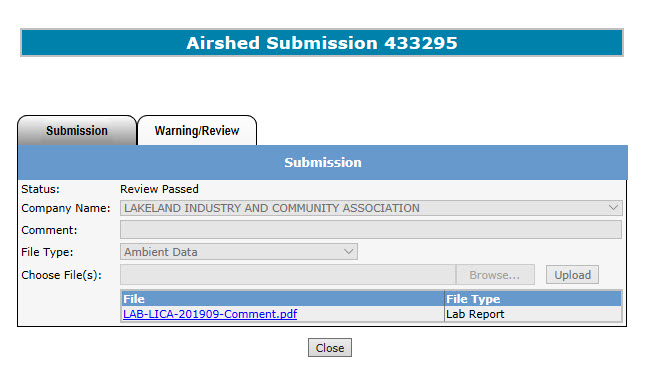 Airshed Submission 433295
Submission Warning/Review
Submission
Status: Review Passed
Company Name: LAKELAND INDUSTRY AND COMMUNITY ASSOCIATION
Comment:
File Type: Ambient Data
Choose File(s): Browse... Upload
File File Type
LAB-LICA-201909-Comment.pdf Lab Report
Close